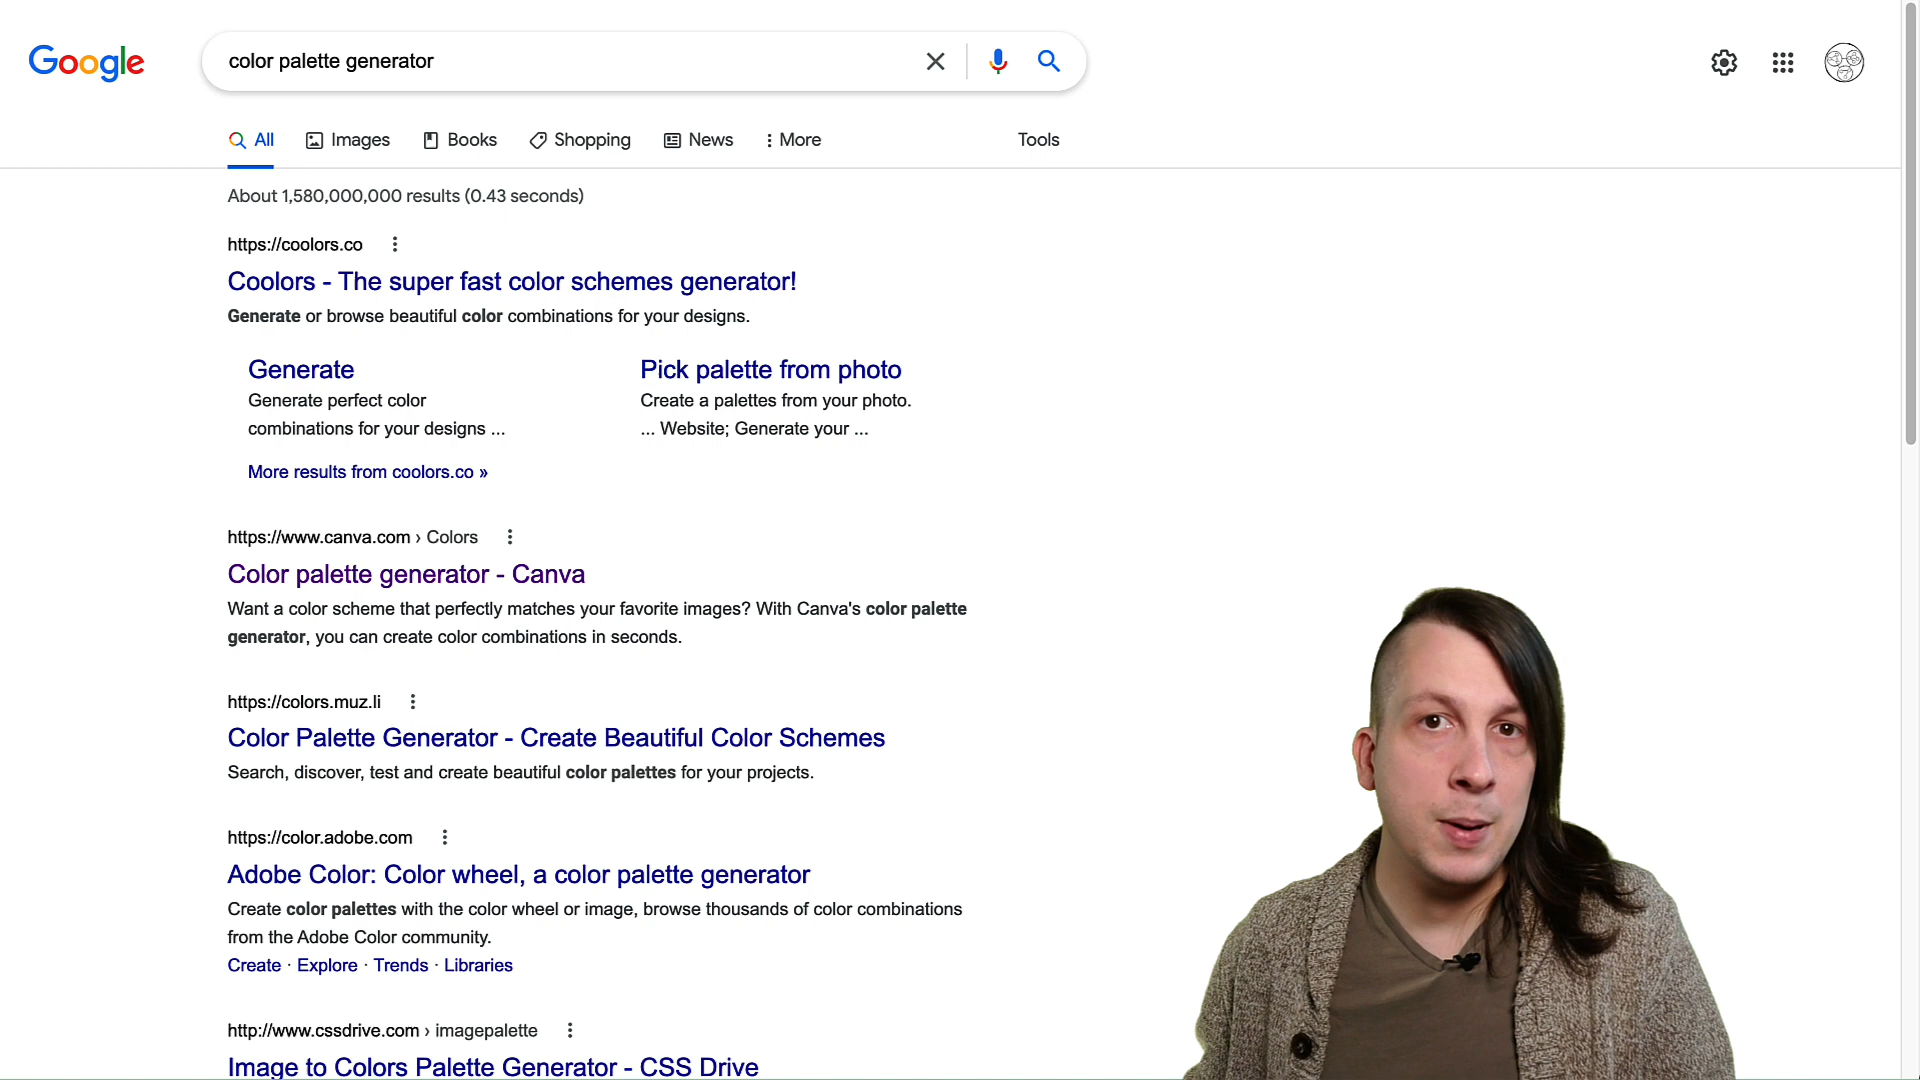 Google
color palette generator
All
Images
Books
Shopping
News
More
Tools
About 1,580,000,000 results (0.43 seconds)
https://coolors.co
Coolors - The super fast color schemes generator!
Generate or browse beautiful color combinations for your designs.
Generate
Generate perfect color
combinations for your designs ...
Pick palette from photo
Create a palettes from your photo.
... Website; Generate your ...
More results from coolors.co »
https://www.canva.com › Colors
Color palette generator - Canva
Want a color scheme that perfectly matches your favorite images? With Canva's color palette
generator, you can create color combinations in seconds.
https://colors.muz.li
Color Palette Generator - Create Beautiful Color Schemes
Search, discover, test and create beautiful color palettes for your projects.
https://color.adobe.com
Adobe Color: Color wheel, a color palette generator
Create color palettes with the color wheel or image, browse thousands of color combinations
from the Adobe Color community.
Create · Explore · Trends · Libraries
http://www.cssdrive.com › imagepalette
Image to Colors Palette Generator - CSS Drive